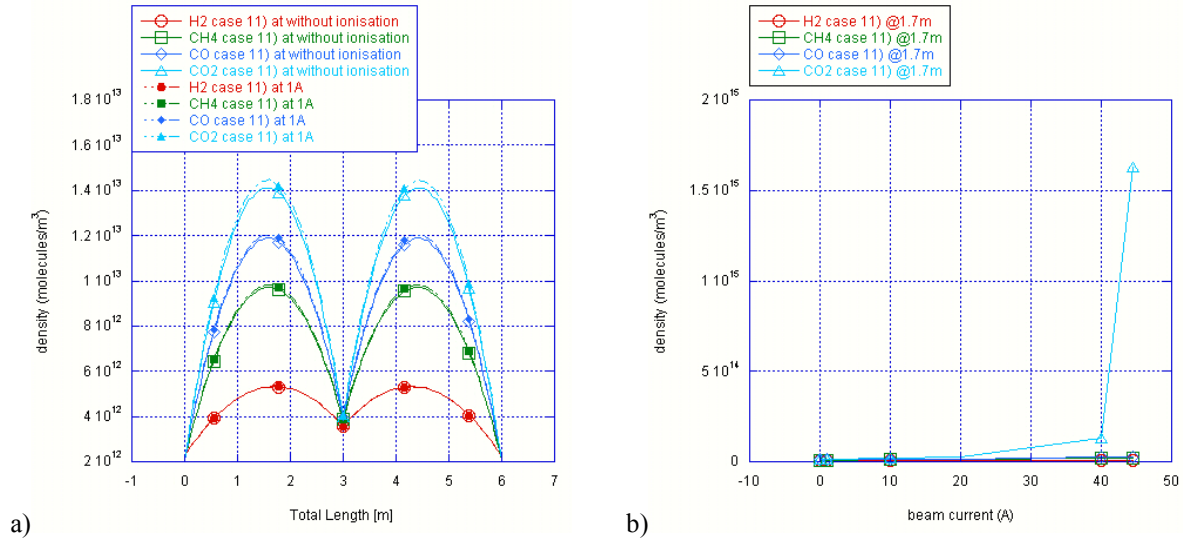 H2 case 11) at without ionisation
CH4 case 11) at without ionisation
CO case 11) at without ionisation
CO2 case 11) at without ionisation
H2 case 11) at 1A
CH4 case 11) at 1A
CO case 11) at 1A
CO2 case 11) at 1A
1.8 10^13
1.6 10^13
1.4 10^13
1.2 10^13
1 10^13
8 10^12
6 10^12
4 10^12
2 10^12
density (molecules/m^3)
-1 0 1 2 3 4 5 6 7
Total Length [m]
a)
H2 case 11) @1.7m
CH4 case 11) @1.7m
CO case 11) @1.7m
CO2 case 11) @1.7m
2 10^15
1.5 10^15
1 10^15
5 10^14
0
density (molecules/m^3)
-10 0 10 20 30 40 50
beam current (A)
b)